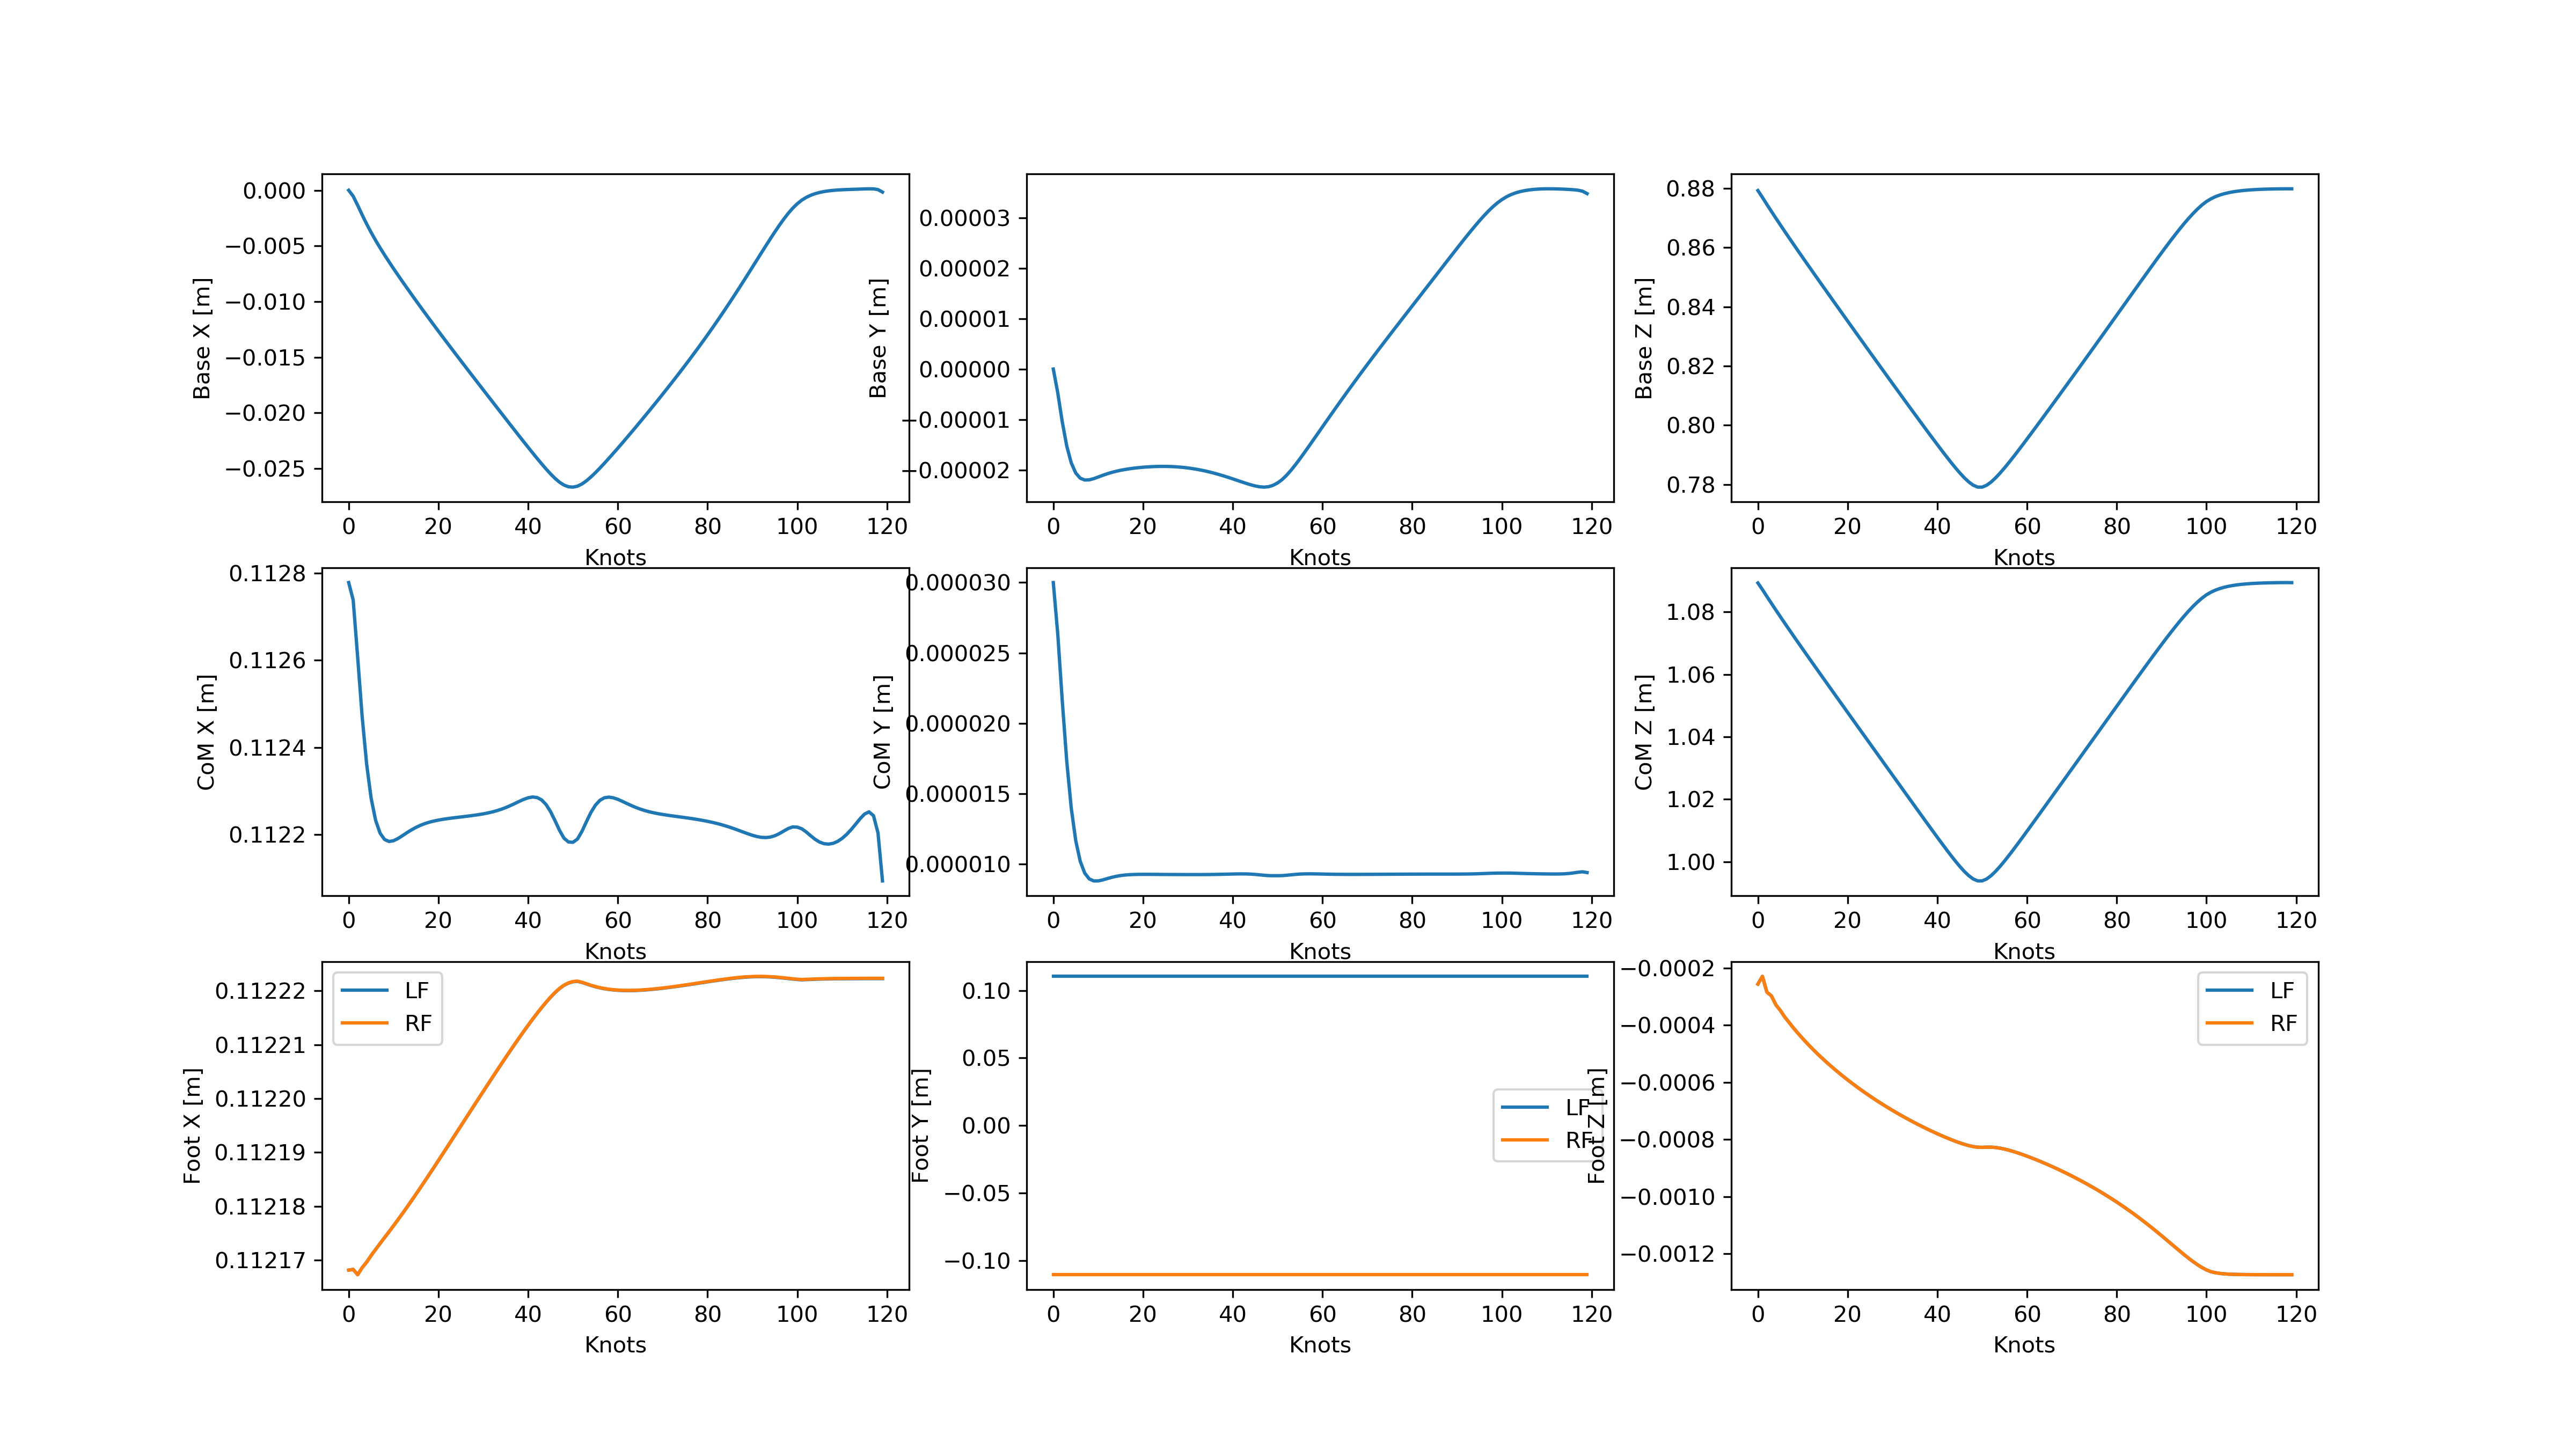 Base X [m]
0.000
−0.005
−0.010
−0.015
−0.020
−0.025
0 20 40 60 80 100 120
Knots
Base Y [m]
0.00003
0.00002
0.00001
0.00000
−0.00001
−0.00002
0 20 40 60 80 100 120
Base Z [m]
0.88
0.86
0.84
0.82
0.80
0.78
0 20 40 60 80 100 120
Knots
CoM X [m]
0.1128
0.1126
0.1124
0.1122
0 20 40 60 80 100 120
Knots
CoM Y [m]
0.000030
0.000025
0.000020
0.000015
0.000010
0 20 40 60 80 100 120
CoM Z [m]
1.08
1.06
1.04
1.02
1.00
0 20 40 60 80 100 120
Knots
Foot X [m]
0.11222
0.11221
0.11220
0.11219
0.11218
0.11217
LF
RF
0 20 40 60 80 100 120
Knots
Foot Y [m]
0.10
0.05
0.00
−0.05
−0.10
LF
RF
0 20 40 60 80 100 120
Knots
Foot Z [m]
−0.0002
−0.0004
−0.0006
−0.0008
−0.0010
−0.0012
LF
RF
0 20 40 60 80 100 120
Knots